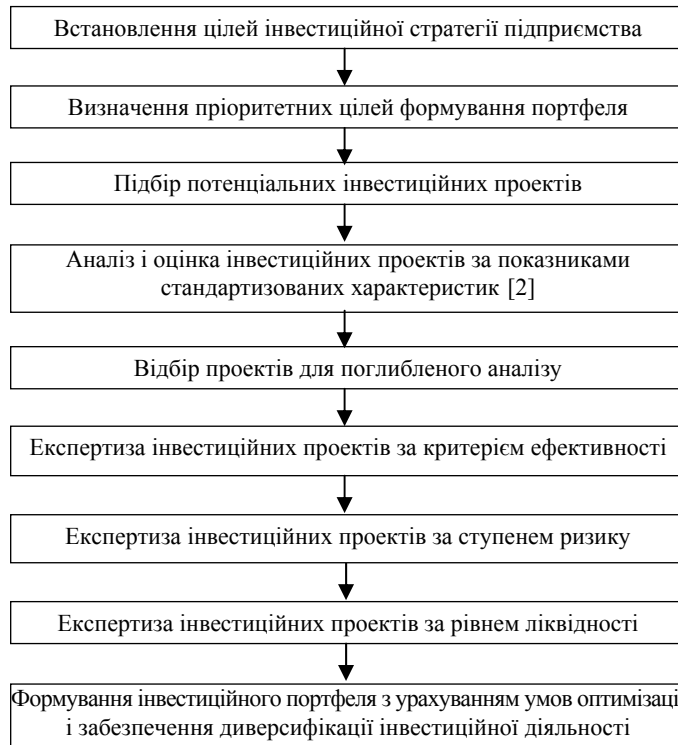 Встановлення цілей інвестиційної стратегії підприємства
Визначення пріоритетних цілей формування портфеля
Підбір потенціальних інвестиційних проектів
Аналіз і оцінка інвестиційних проектів за показниками
стандартизованих характеристик [2]
Відбір проектів для поглибленого аналізу
Експертиза інвестиційних проектів за критерієм ефективності
Експертиза інвестиційних проектів за ступенем ризику
Експертиза інвестиційних проектів за рівнем ліквідності
Формування інвестиційного портфеля з урахуванням умов оптимізаці
і забезпечення диверсифікації інвестиційної діяльності